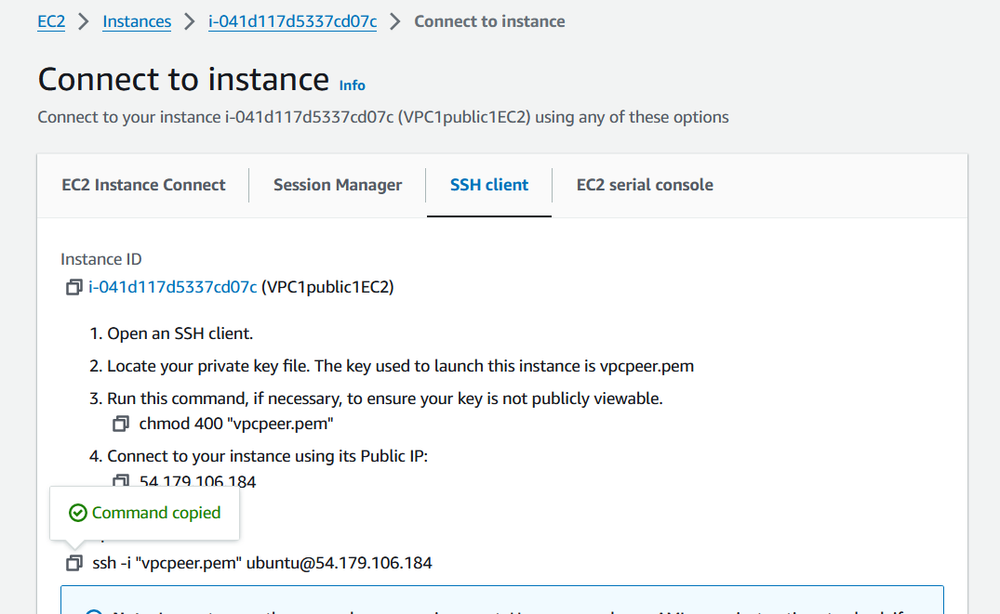 EC2 > Instances > i-041d117d5337cd07c > Connect to instance
Connect to instance Info
Connect to your instance i-041d117d5337cd07c (VPC1public1EC2) using any of these options
EC2 Instance Connect Session Manager SSH client EC2 serial console
Instance ID
i-041d117d5337cd07c (VPC1public1EC2)
1. Open an SSH client.
2. Locate your private key file. The key used to launch this instance is vpcpeer.pem
3. Run this command, if necessary, to ensure your key is not publicly viewable.
chmod 400 "vpcpeer.pem"
4. Connect to your instance using its Public IP:
54.179.106.184
Command copied
ssh -i "vpcpeer.pem" ubuntu@54.179.106.184